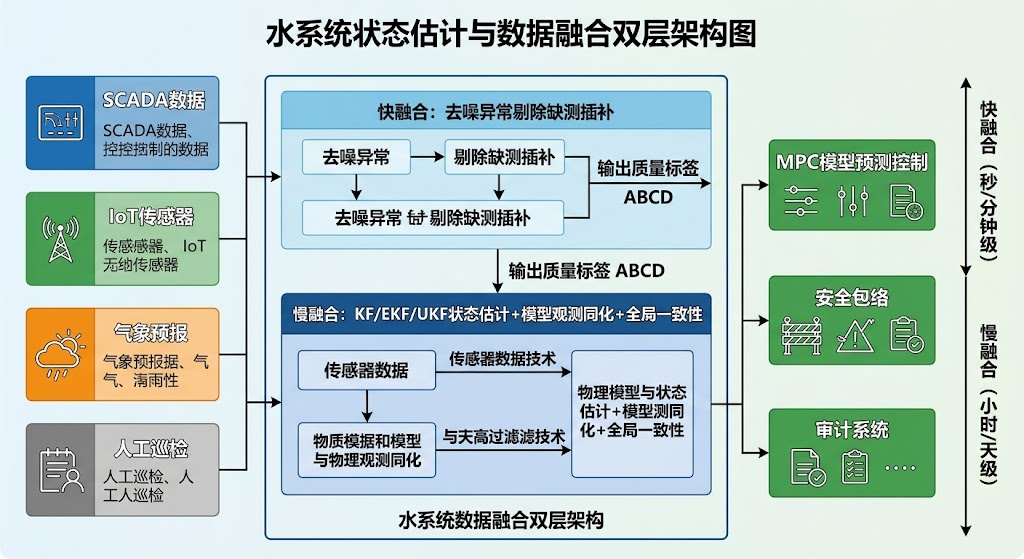 水系统状态估计与数据融合双层架构图
SCADA数据
SCADA数据、
控控捌制的数据
IoT传感器
传感感器、IoT
无地传感器
气象预报
气象预报据、气
气、清雨性
人工巡检
人工巡检、人
工人巡检
快融合：去噪异常剔除缺测插补
去噪异常
剔除缺测插补
去噪异常
剔除缺测插补
输出质量标签
ABCD
输出质量标签 ABCD
慢融合：KF/EKF/UKF状态估计+模型观测同化+全局一致性
传感器数据
传感器数据技术
物质模据和模型
与物理观测同化
与天高过滤滤技术
物理模型与状态
估计+模型测同
化+全局一致性
水系统数据融合双层架构
MPC模型预测控制
安全包络
审计系统
快融合（秒/分钟级）
慢融合（小时/天级）